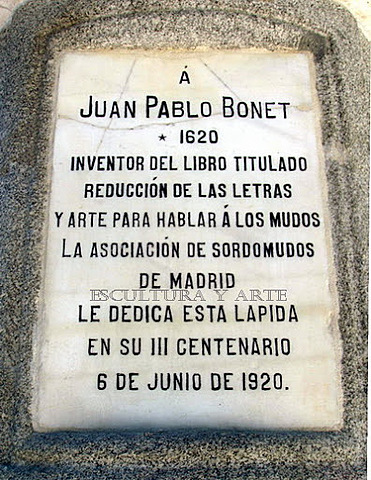 Á
JUAN PABLO BONET
* 1620
INVENTOR DEL LIBRO TITULADO
REDUCCIÓN DE LAS LETRAS
Y ARTE PARA HABLAR Á LOS MUDOS
LA ASOCIACIÓN DE SORDOMUDOS
DE MADRID
ESCULTURA Y ARTE
LE DEDICA ESTA LAPIDA
EN SU III CENTENARIO
6 DE JUNIO DE 1920.